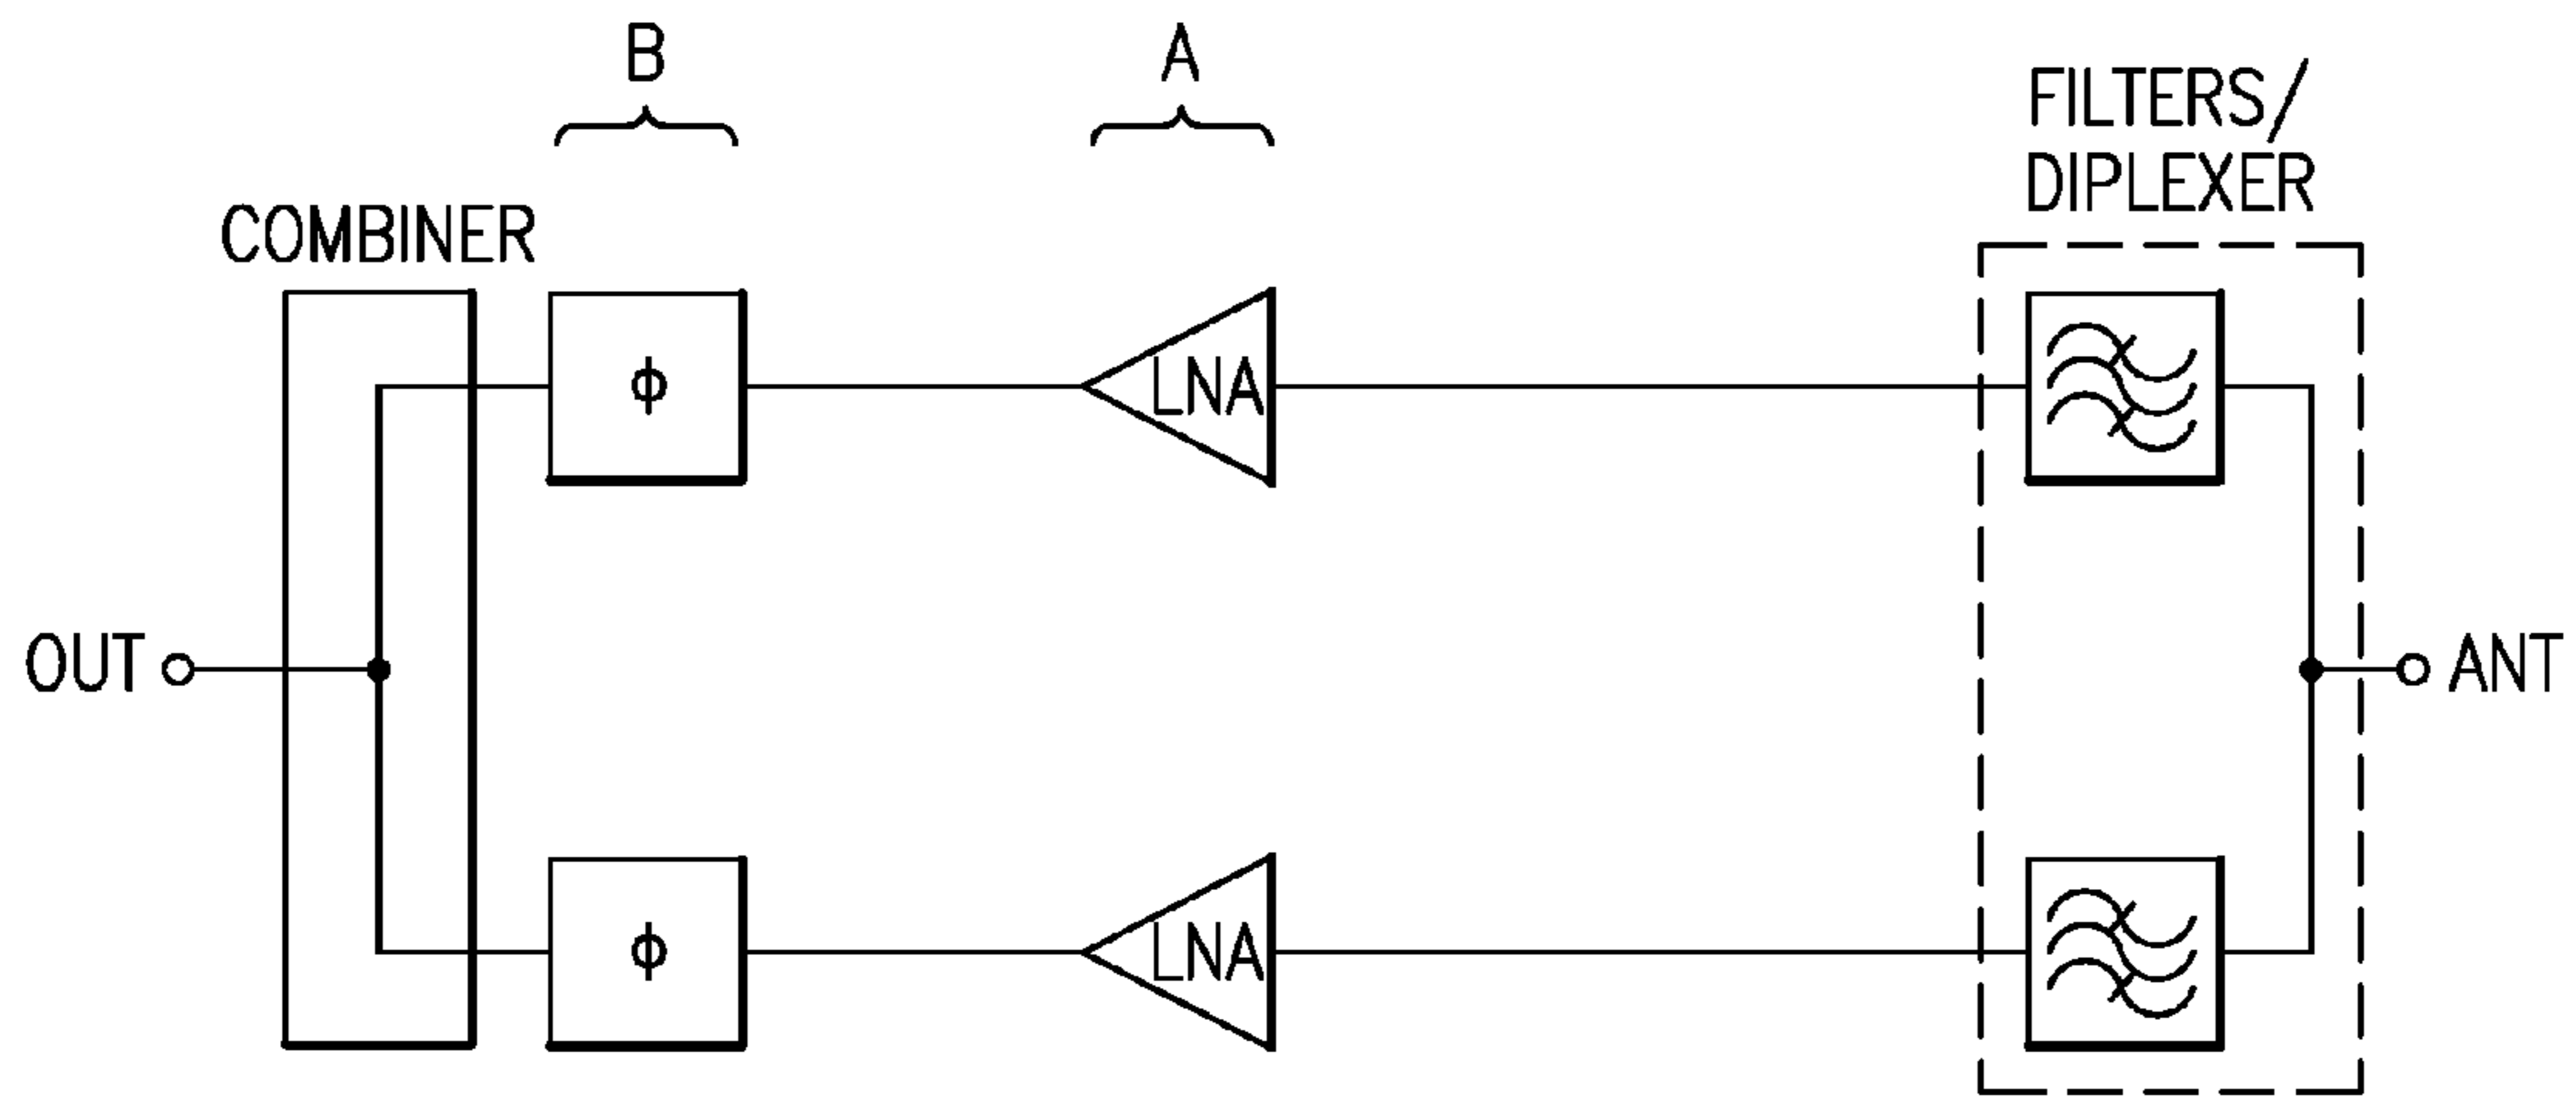 B
A
FILTERS/
DIPLEXER
COMBINER
ϕ
LNA
OUT
ANT
ϕ
LNA